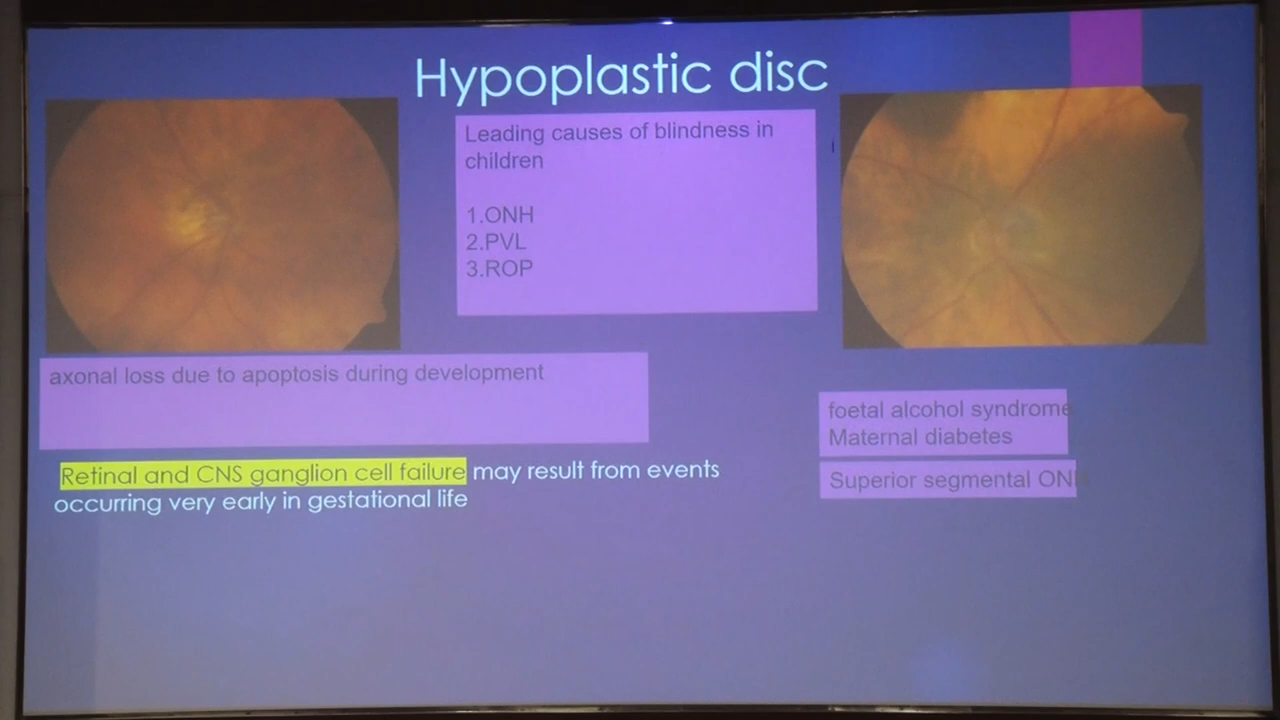 Hypoplastic disc
Leading causes of blindness in
children
1.ONH
2.PVL
3.ROP
axonal loss due to apoptosis during development
Retinal and CNS ganglion cell failure may result from events
occurring very early in gestational life
foetal alcohol syndrome
Maternal diabetes
Superior segmental ONH